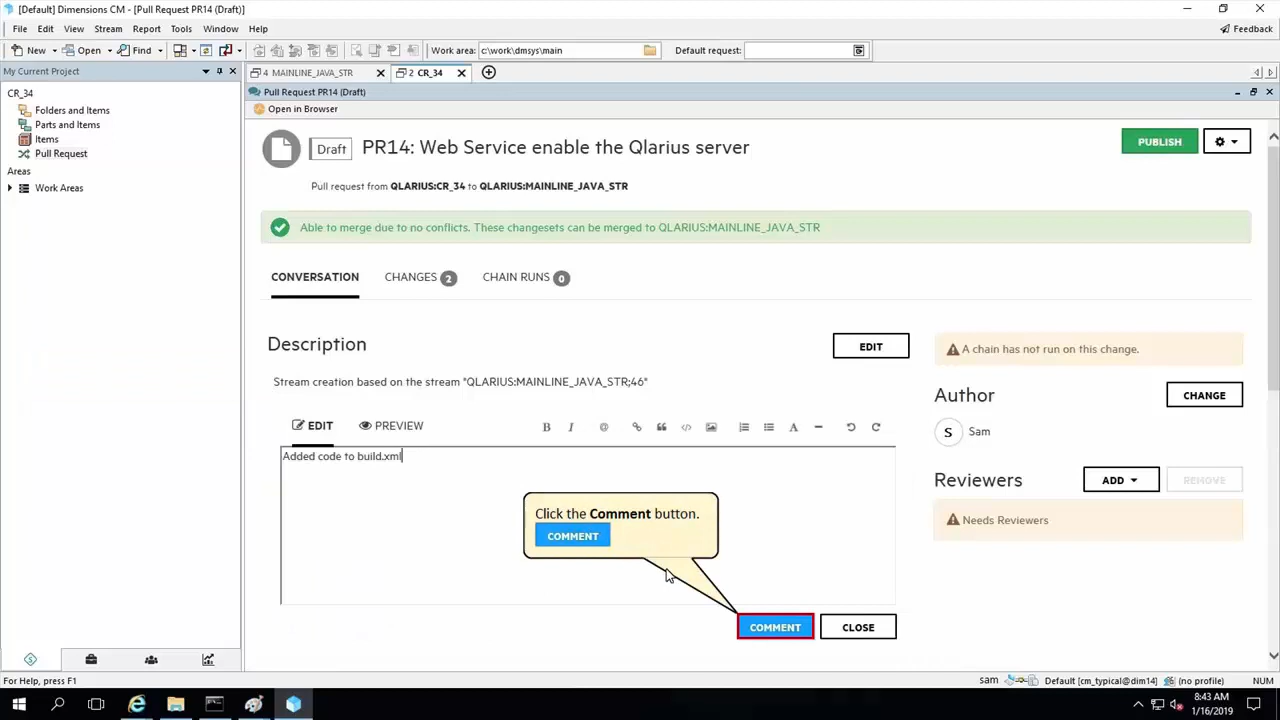 [Default] Dimensions CM - [Pull Request PR14 (Draft)]
File Edit View Stream Report Tools Window Help
Feedback
New Open Find Work area: c:\work\dmsys\main Default request:
My Current Project
4 MAINLINE_JAVA_STR 2 CR_34
CR_34
Folders and Items
Parts and Items
Items
Pull Request
Areas
Work Areas
Pull Request PR14 (Draft)
Open in Browser
Draft PR14: Web Service enable the Qlarius server
PUBLISH
Pull request from QLARIUS:CR_34 to QLARIUS:MAINLINE_JAVA_STR
Able to merge due to no conflicts. These changesets can be merged to QLARIUS:MAINLINE_JAVA_STR
CONVERSATION CHANGES 2 CHAIN RUNS 0
Description
EDIT
Stream creation based on the stream "QLARIUS:MAINLINE_JAVA_STR;46"
EDIT PREVIEW
B I @ A
Added code to build.xml
Click the Comment button.
COMMENT
COMMENT CLOSE
A chain has not run on this change.
Author CHANGE
S Sam
Reviewers ADD REMOVE
Needs Reviewers
For Help, press F1
sam Default [cm_typical@dim14] (no profile) NUM
8:43 AM
1/16/2019